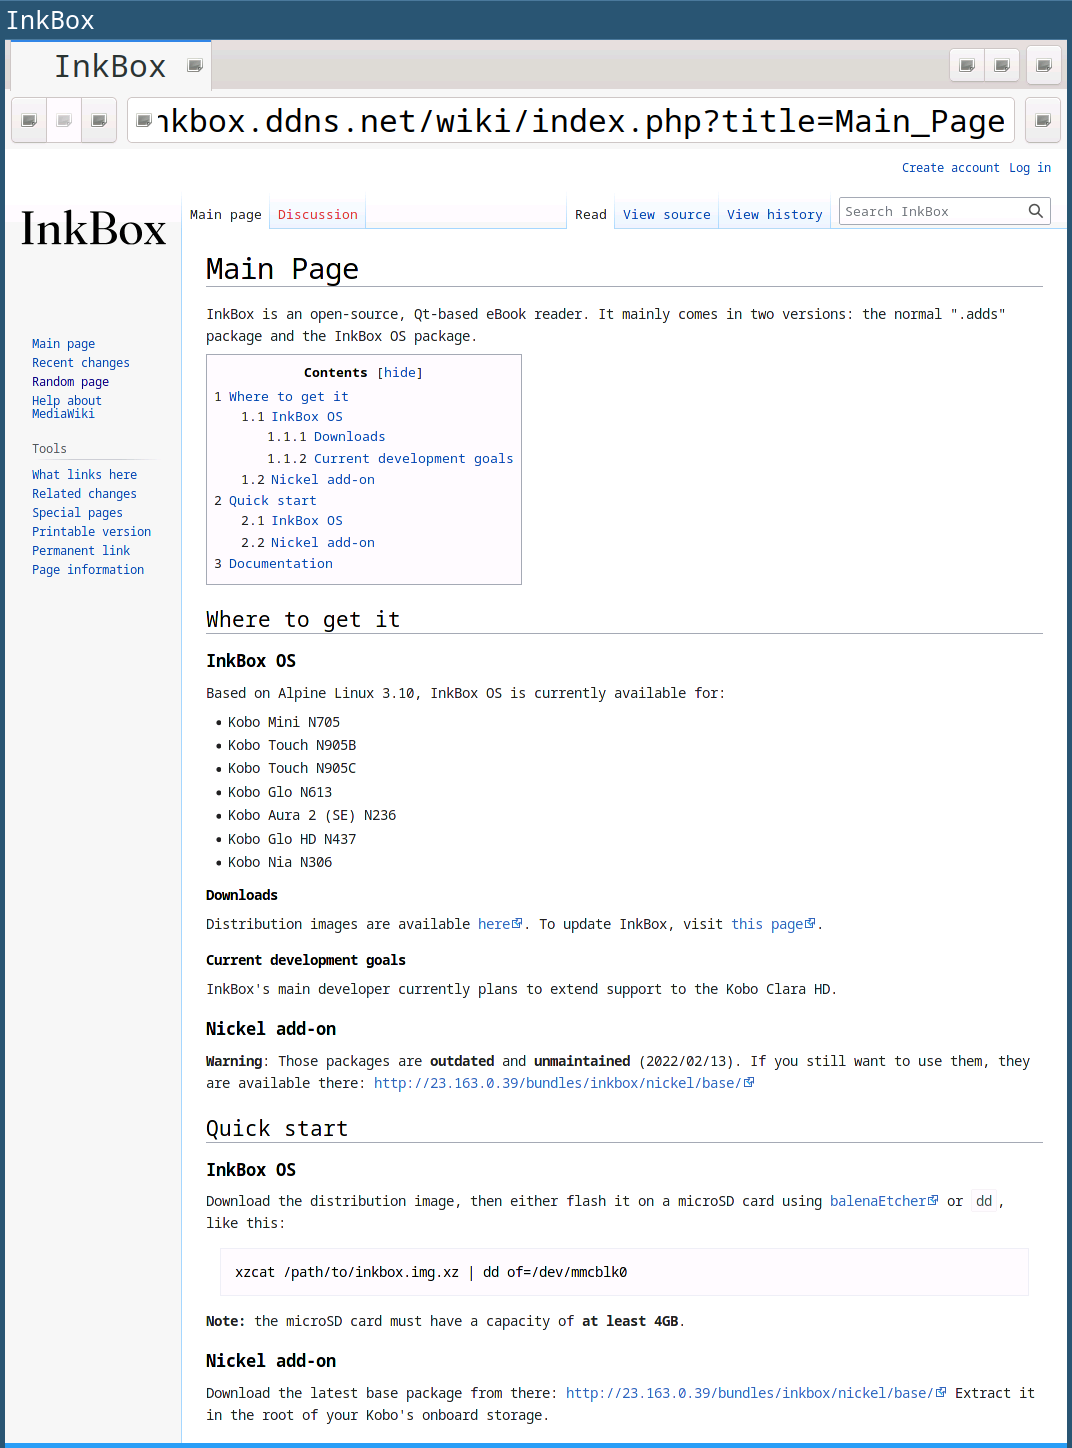 InkBox
InkBox
nkbox.ddns.net/wiki/index.php?title=Main_Page
Create account Log in
InkBox
Main page Discussion Read View source View history Search InkBox
Main page
Recent changes
Random page
Help about
MediaWiki
Tools
What links here
Related changes
Special pages
Printable version
Permanent link
Page information
Main Page
InkBox is an open-source, Qt-based eBook reader. It mainly comes in two versions: the normal ".adds"
package and the InkBox OS package.
Contents [hide]
1 Where to get it
1.1 InkBox OS
1.1.1 Downloads
1.1.2 Current development goals
1.2 Nickel add-on
2 Quick start
2.1 InkBox OS
2.2 Nickel add-on
3 Documentation
Where to get it
InkBox OS
Based on Alpine Linux 3.10, InkBox OS is currently available for:
• Kobo Mini N705
• Kobo Touch N905B
• Kobo Touch N905C
• Kobo Glo N613
• Kobo Aura 2 (SE) N236
• Kobo Glo HD N437
• Kobo Nia N306
Downloads
Distribution images are available here. To update InkBox, visit this page.
Current development goals
InkBox's main developer currently plans to extend support to the Kobo Clara HD.
Nickel add-on
Warning: Those packages are outdated and unmaintained (2022/02/13). If you still want to use them, they
are available there: http://23.163.0.39/bundles/inkbox/nickel/base/
Quick start
InkBox OS
Download the distribution image, then either flash it on a microSD card using balenaEtcher or dd,
like this:
xzcat /path/to/inkbox.img.xz | dd of=/dev/mmcblk0
Note: the microSD card must have a capacity of at least 4GB.
Nickel add-on
Download the latest base package from there: http://23.163.0.39/bundles/inkbox/nickel/base/ Extract it
in the root of your Kobo's onboard storage.